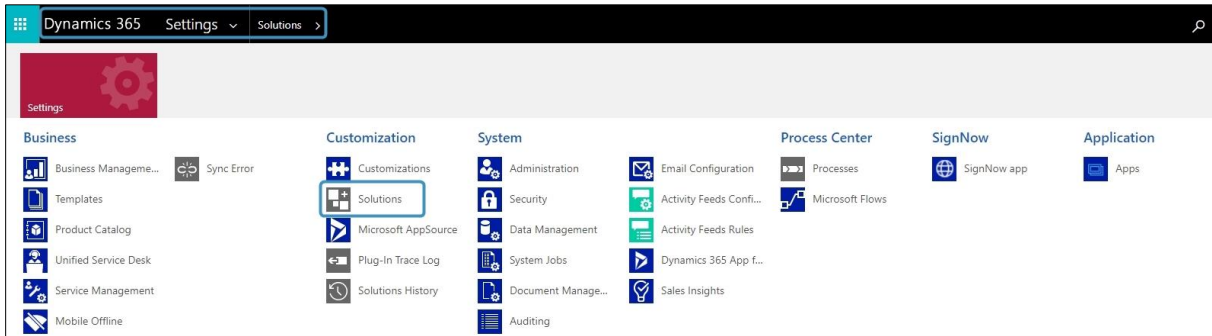 Dynamics 365 Settings Solutions
Settings
Business
Business Manageme...
Templates
Product Catalog
Unified Service Desk
Service Management
Mobile Offline
Sync Error
Customization
Customizations
Solutions
Microsoft AppSource
Plug-In Trace Log
Solutions History
System
Administration
Security
Data Management
System Jobs
Document Manage...
Auditing
Email Configuration
Activity Feeds Confi...
Activity Feeds Rules
Dynamics 365 App f...
Sales Insights
Process Center
Processes
Microsoft Flows
SignNow
SignNow app
Application
Apps